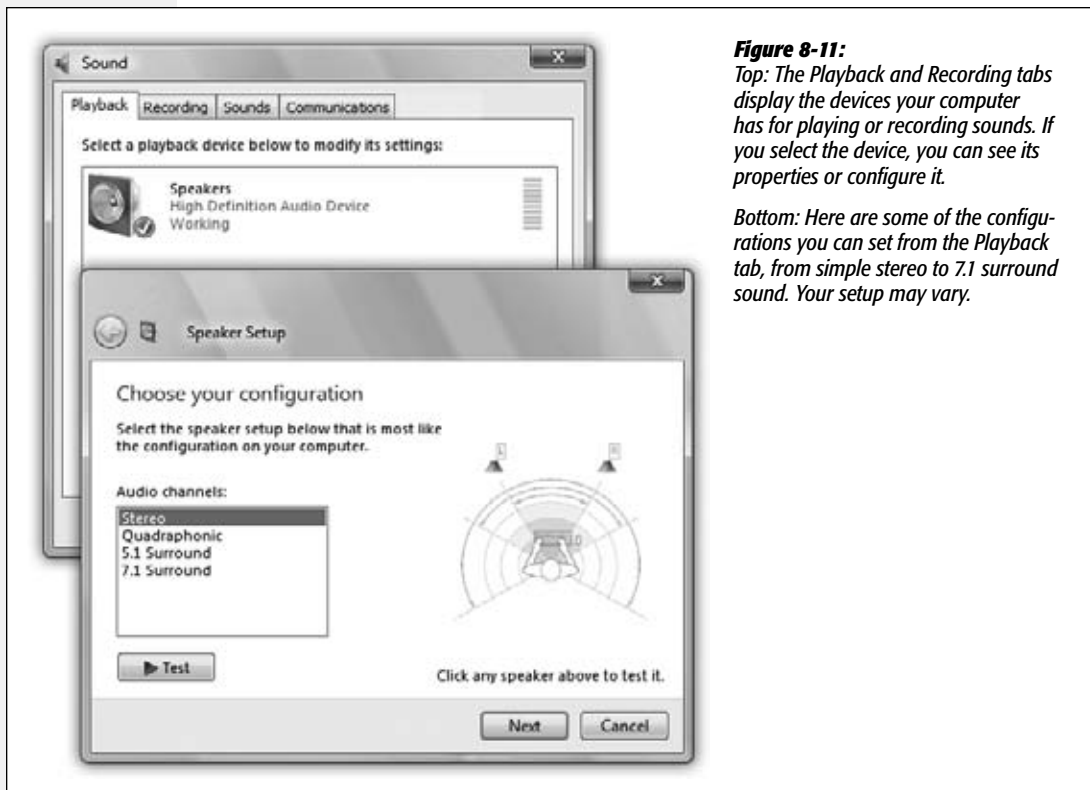 Sound
Playback Recording Sounds Communications
Select a playback device below to modify its settings:
Speakers
High Definition Audio Device
Working
Speaker Setup
Choose your configuration
Select the speaker setup below that is most like
the configuration on your computer.
Audio channels:
Stereo
Quadraphonic
5.1 Surround
7.1 Surround
L
R
Test
Click any speaker above to test it.
Next Cancel
Figure 8-11:
Top: The Playback and Recording tabs
display the devices your computer
has for playing or recording sounds. If
you select the device, you can see its
properties or configure it.
Bottom: Here are some of the configu-
rations you can set from the Playback
tab, from simple stereo to 7.1 surround
sound. Your setup may vary.